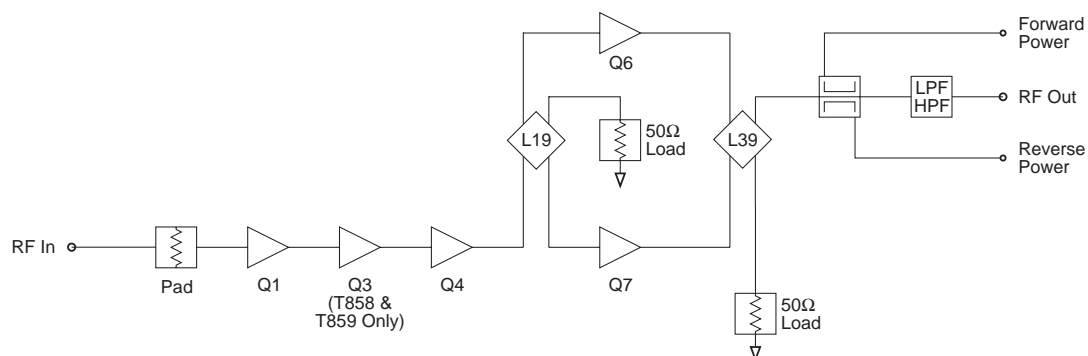 Forward
Power
Q6
LPF
HPF
RF Out
L19
50Ω
Load
L39
Reverse
Power
RF In
Pad
Q1
Q3
(T858 &
T859 Only)
Q4
Q7
50Ω
Load